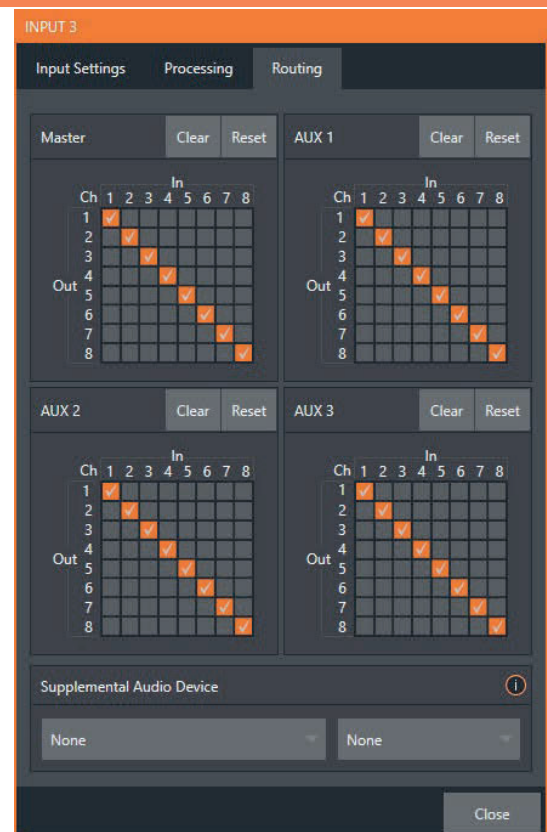 INPUT 3
Input Settings Processing Routing
Master Clear Reset
In
Ch 1 2 3 4 5 6 7 8
1
2
3
Out 4
5
6
7
8
AUX 1 Clear Reset
In
Ch 1 2 3 4 5 6 7 8
1
2
3
Out 4
5
6
7
8
AUX 2 Clear Reset
In
Ch 1 2 3 4 5 6 7 8
1
2
3
Out 4
5
6
7
8
AUX 3 Clear Reset
In
Ch 1 2 3 4 5 6 7 8
1
2
3
Out 4
5
6
7
8
Supplemental Audio Device i
None None
Close